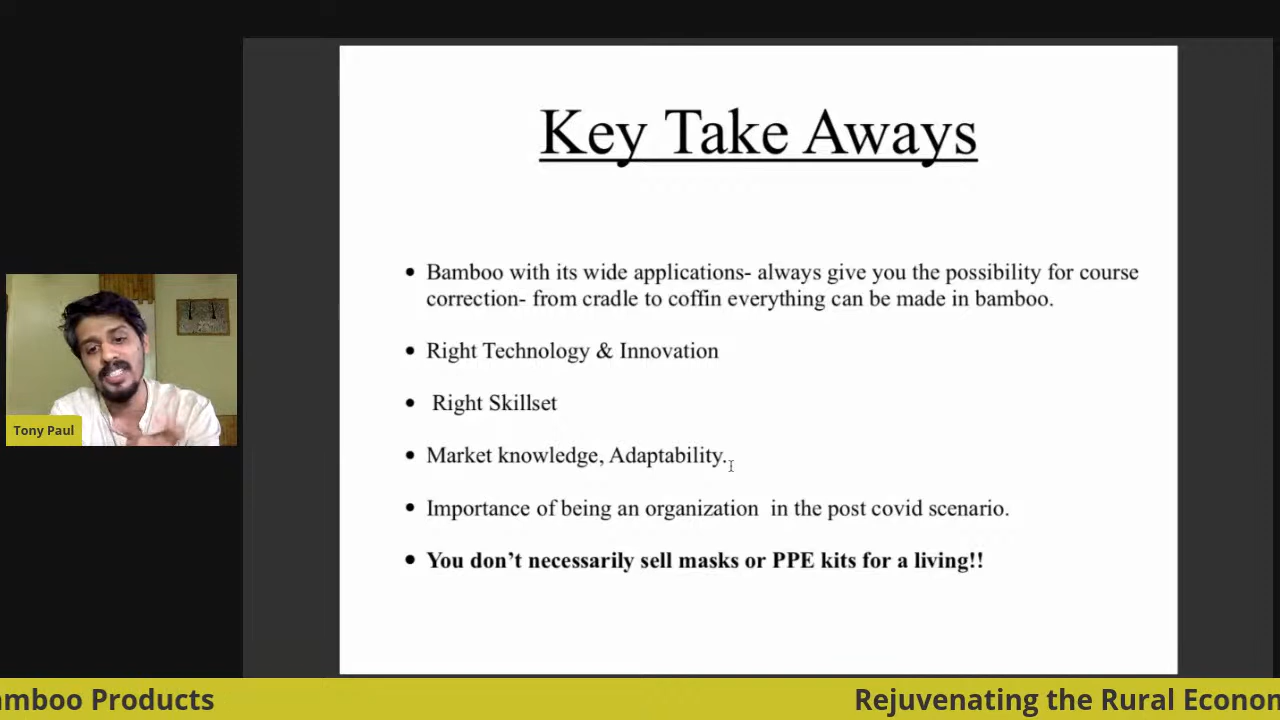 Key Take Aways
• Bamboo with its wide applications- always give you the possibility for course
correction- from cradle to coffin everything can be made in bamboo.
• Right Technology & Innovation
• Right Skillset
• Market knowledge, Adaptability.
• Importance of being an organization in the post covid scenario.
• You don’t necessarily sell masks or PPE kits for a living!!
Tony Paul
amboo Products
Rejuvenating the Rural Econom